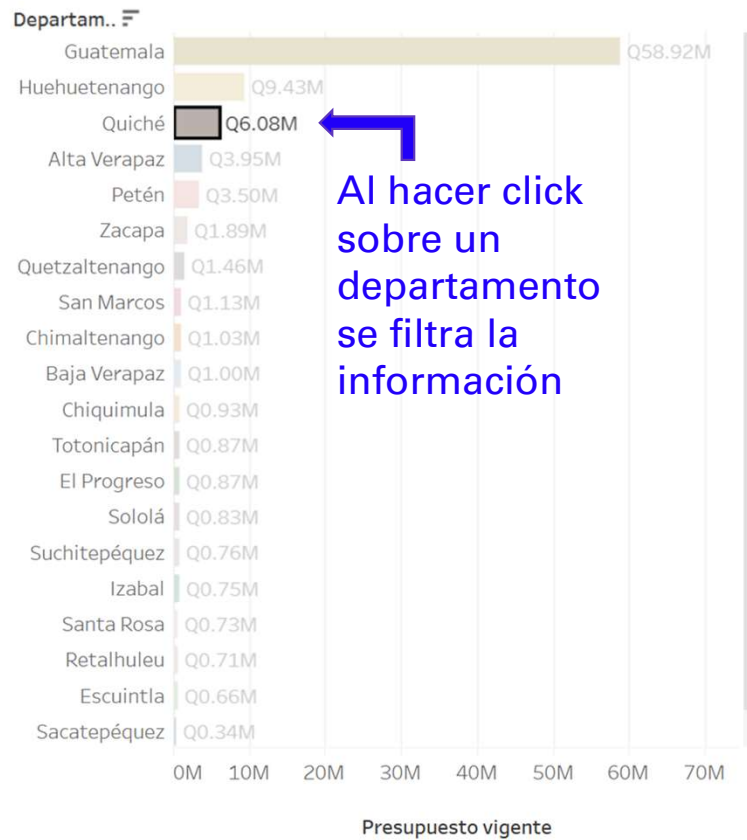 Departam..
Guatemala Q58.92M
Huehuetenango Q9.43M
Quiché Q6.08M
Alta Verapaz Q3.95M
Petén Q3.50M
Zacapa Q1.89M
Quetzaltenango Q1.46M
San Marcos Q1.13M
Chimaltenango Q1.03M
Baja Verapaz Q1.00M
Chiquimula Q0.93M
Totonicapán Q0.87M
El Progreso Q0.87M
Sololá Q0.83M
Suchitepéquez Q0.76M
Izabal Q0.75M
Santa Rosa Q0.73M
Retalhuleu Q0.71M
Escuintla Q0.66M
Sacatepéquez Q0.34M
Al hacer click
sobre un
departamento
se filtra la
información
0M 10M 20M 30M 40M 50M 60M 70M
Presupuesto vigente